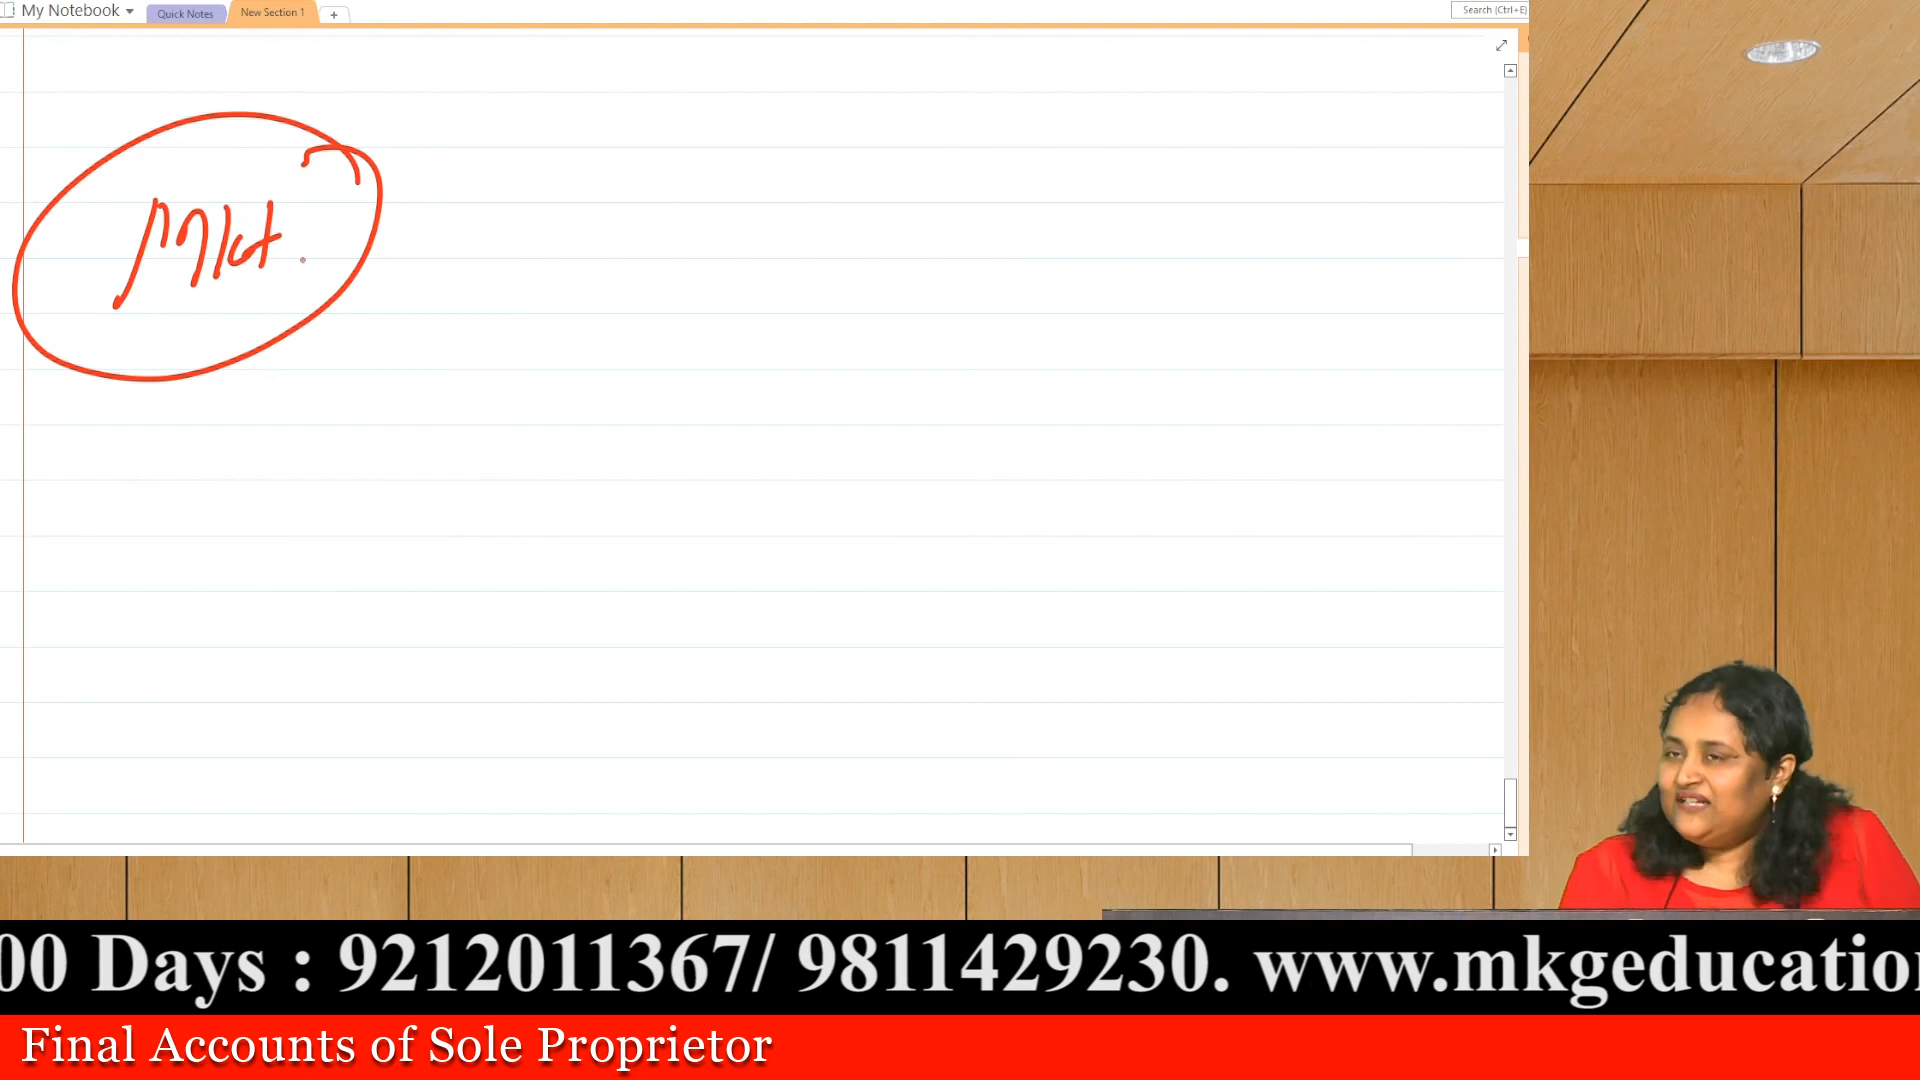 My Notebook
Quick Notes
New Section 1
+
Search (Ctrl+E)
Mkt
00 Days : 9212011367/ 9811429230. www.mkgeducation
Final Accounts of Sole Proprietor